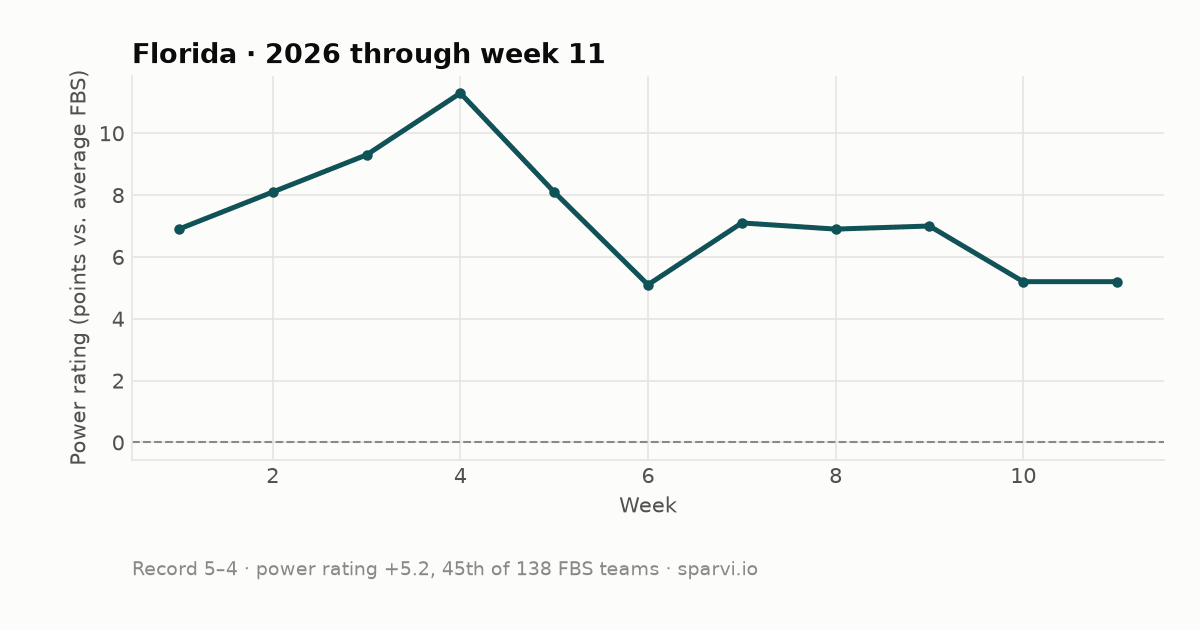 Florida · 2026 through week 11
Power rating (points vs. average FBS)
10
8
6
4
2
0
2 4 6 8 10
Week
Record 5–4 · power rating +5.2, 45th of 138 FBS teams · sparvi.io